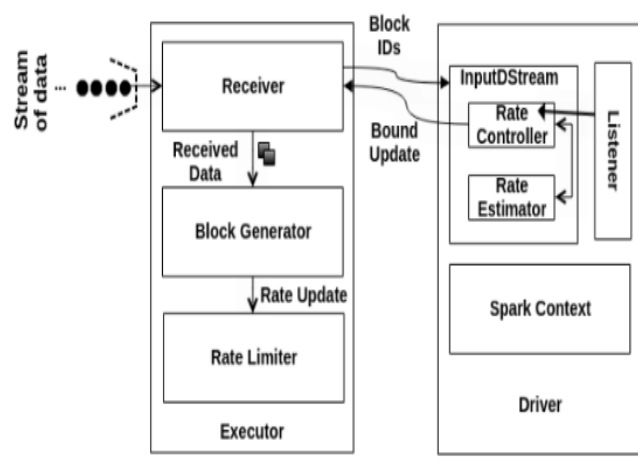 Stream
of data
...
Receiver
Received
Data
Block Generator
Rate Update
Rate Limiter
Executor
Block
IDs
Bound
Update
InputDStream
Rate
Controller
Rate
Estimator
Listener
Spark Context
Driver